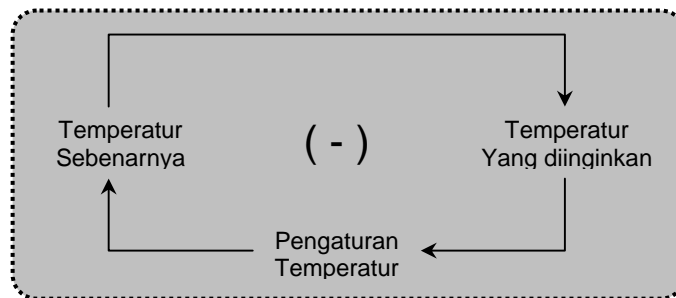 Temperatur
Sebenarnya
( - )
Temperatur
Yang diinginkan
Pengaturan
Temperatur